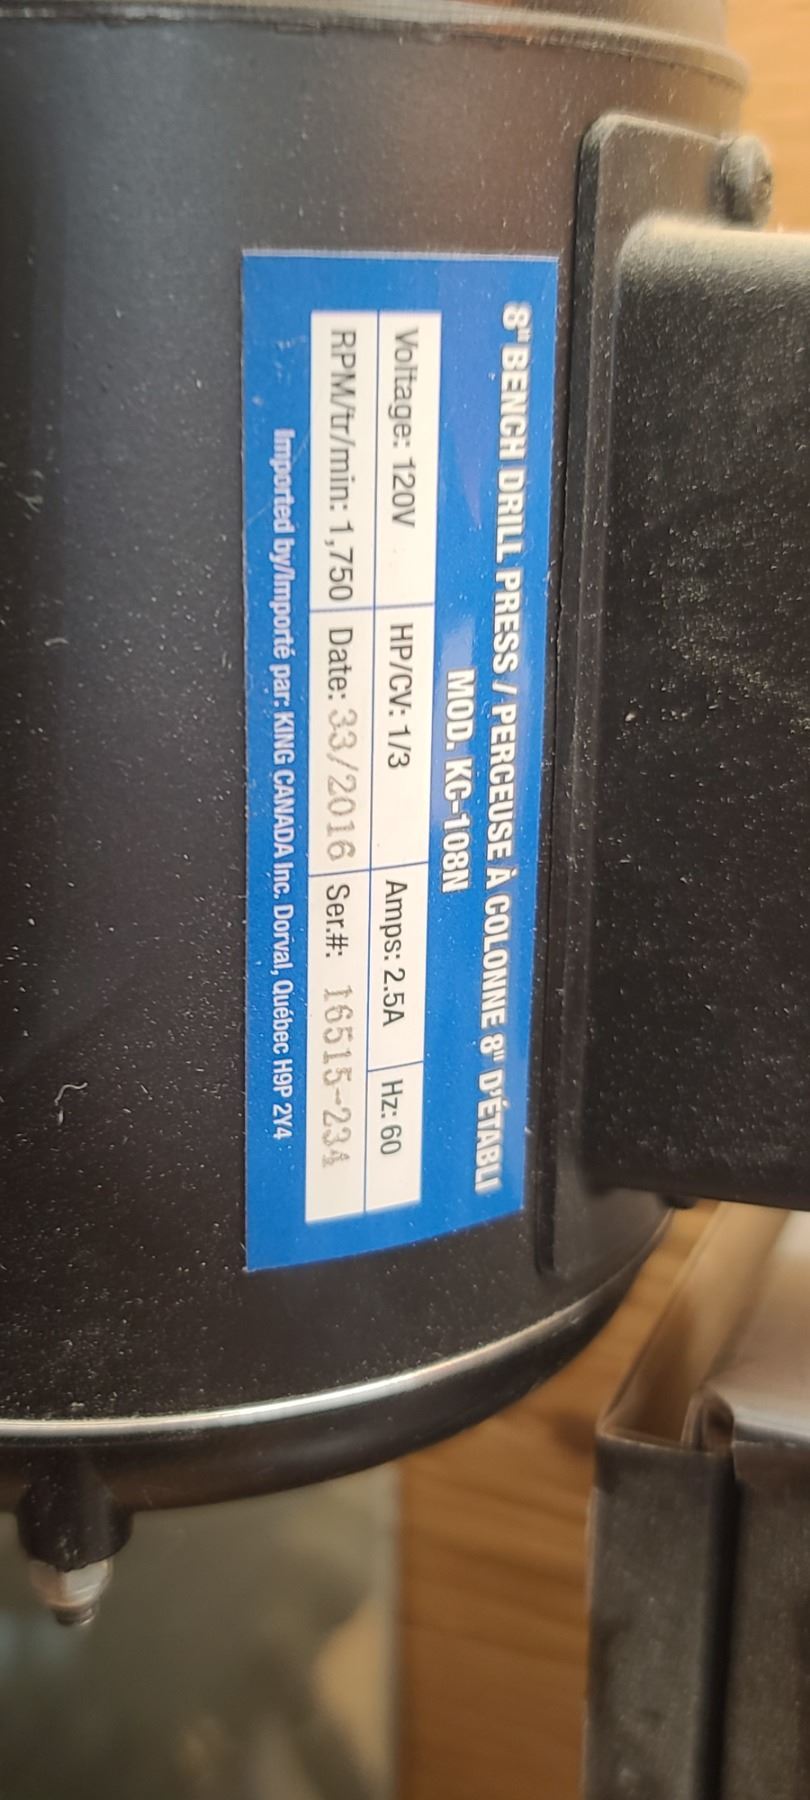 8" BENCH DRILL PRESS / PERCEUSE À COLONNE 8" D'ÉTABLI
MOD. KC-108N
Voltage: 120V HP/CV: 1/3 Amps: 2.5A Hz: 60
RPM/tr/min: 1,750 Date: 33/2016 Ser.#: 16515-234
Imported by/Importé par: KING CANADA Inc. Dorval, Québec H9P 2Y4